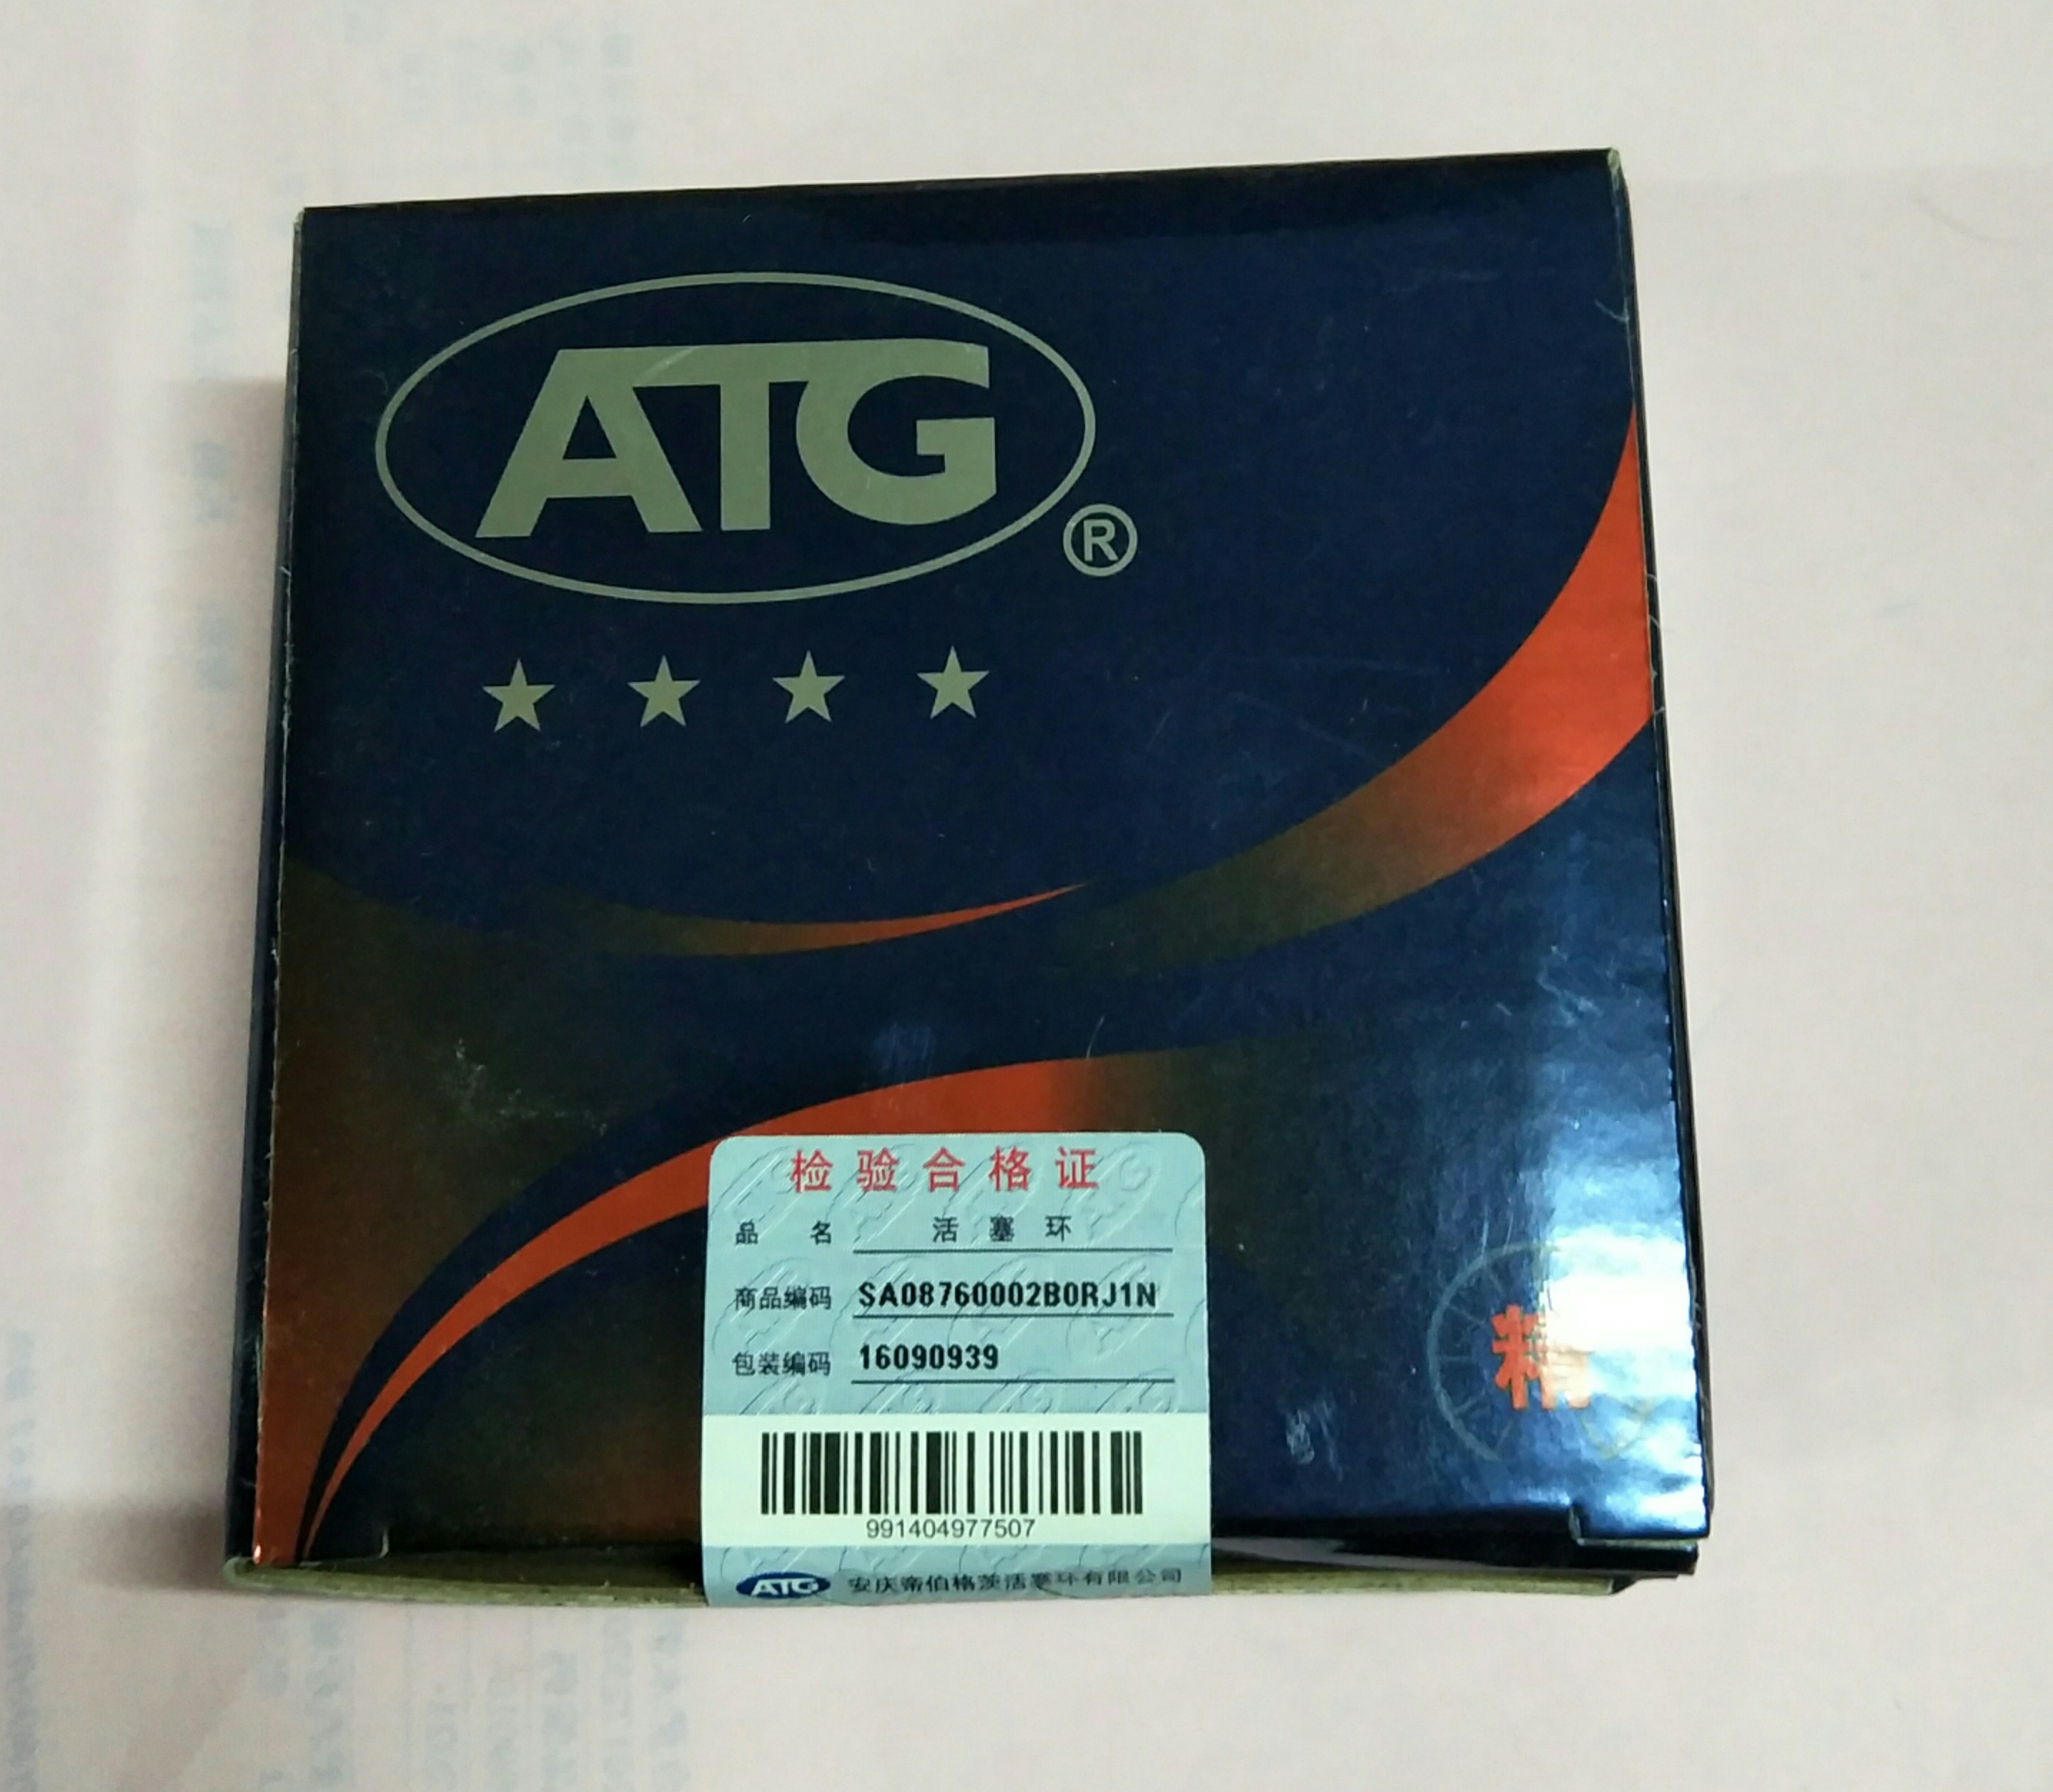 ATG
®
检验合格证
品 名 活塞环
商品编码 SA08760002B0RJ1N
包装编码 16090939
精
991404977507
ATG 安庆帝伯格茨活塞环有限公司